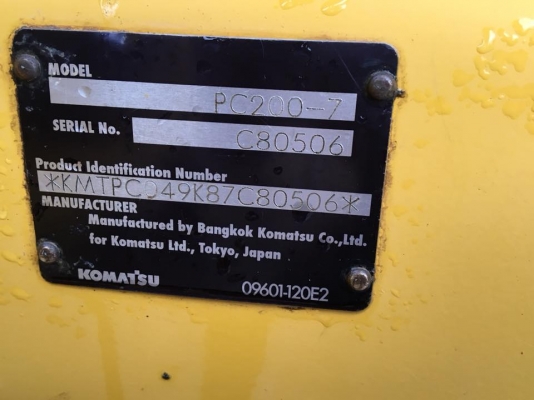 MODEL
PC200-7
SERIAL No. C80506
Product Identification Number
*KMTPC049K87C80506*
MANUFACTURER
Manufactured by Bangkok Komatsu Co.,Ltd.
for Komatsu Ltd., Tokyo, Japan
KOMATSU 09601-120E2